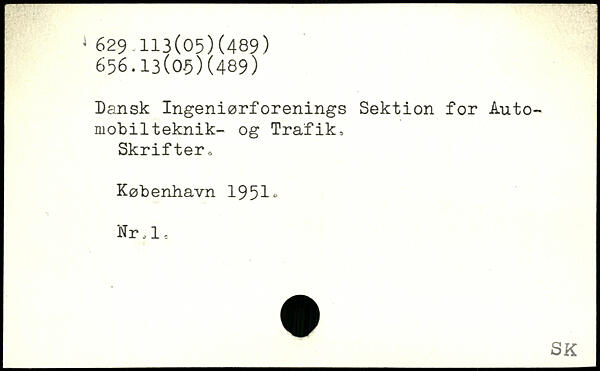 629.113(05)(489)
656.13(05)(489)
Dansk Ingeniørforenings Sektion for Auto-
mobilteknik- og Trafik.
Skrifter.
København 1951.
Nr.1.
SK